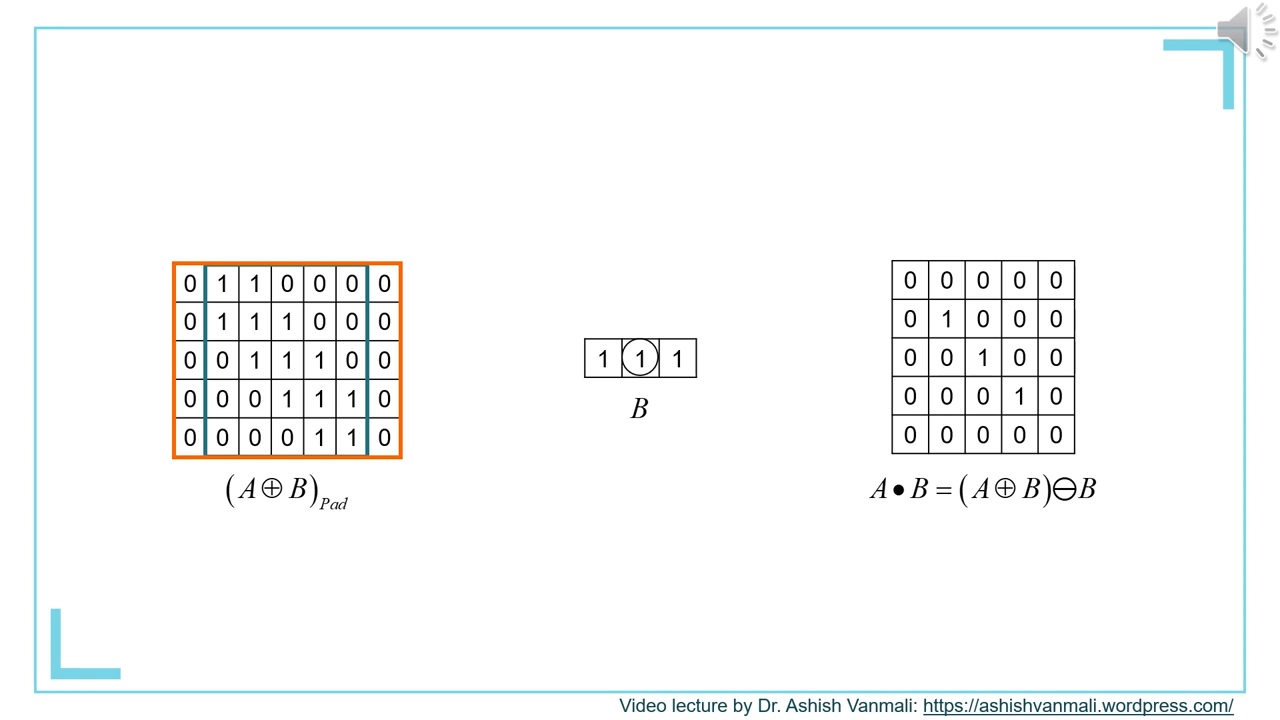 0 1 1 0 0 0 0
0 1 1 1 0 0 0
0 0 1 1 1 0 0
0 0 0 1 1 1 0
0 0 0 0 1 1 0
(A ⊕ B)Pad
1 1 1
B
0 0 0 0 0
0 1 0 0 0
0 0 1 0 0
0 0 0 1 0
0 0 0 0 0
A • B = (A ⊕ B)⊖B
Video lecture by Dr. Ashish Vanmali: https://ashishvanmali.wordpress.com/